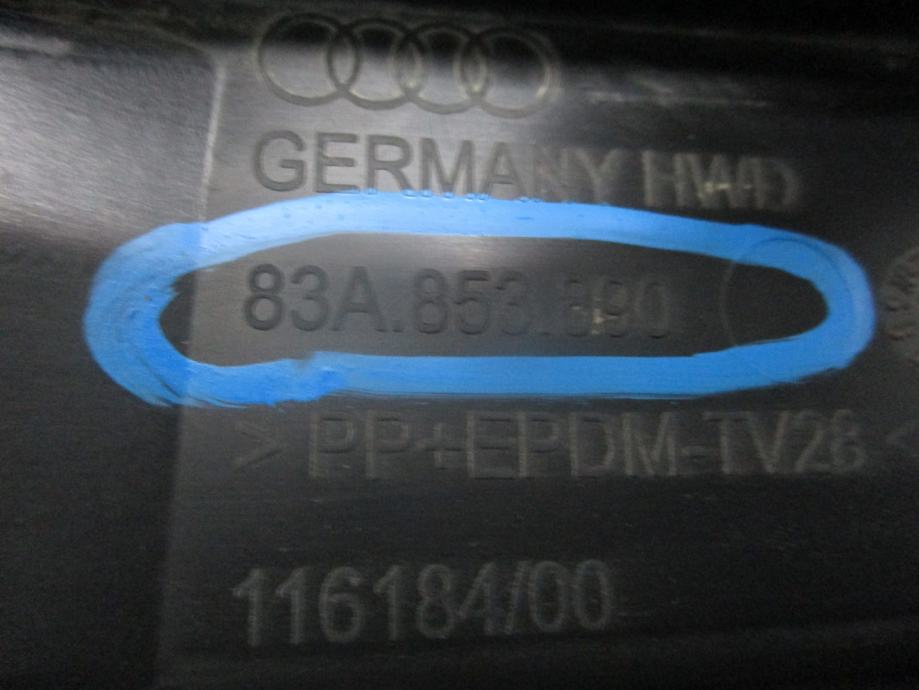 GERMANY HWD
83A.853.890
> PP+EPDM-TV28 <
116184/00